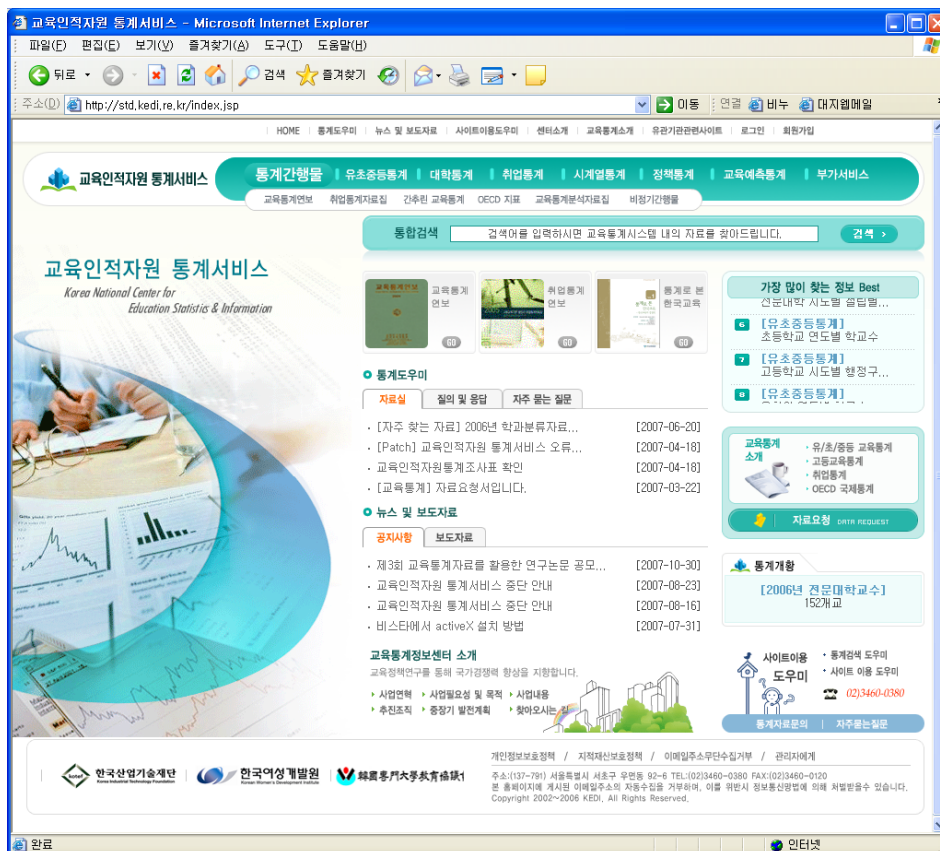 교육인적자원 통계서비스 - Microsoft Internet Explorer
파일(F) 편집(E) 보기(V) 즐겨찾기(A) 도구(T) 도움말(H)
뒤로 검색 즐겨찾기
주소(D) http://std.kedi.re.kr/index.jsp 이동 연결 비누 대지웹메일
HOME | 통계도우미 | 뉴스 및 보도자료 | 사이트이용도우미 | 센터소개 | 교육통계소개 | 유관기관련사이트 | 로그인 | 회원가입
교육인적자원 통계서비스 통계간행물 유초중등통계 대학통계 취업통계 시계열통계 정책통계 교육예측통계 부가서비스
교육통계연보 취업통계자료집 간추린 교육통계 OECD 지표 교육통계분석자료집 비정기간행물
통합검색 검색어를 입력하시면 교육통계시스템 내의 자료를 찾아드립니다. 검색 >
교육인적자원 통계서비스
Korea National Center for
Education Statistics & Information
교육통계연보
교육통계
연보
GO
취업통계
연보
GO
통계로 본
한국교육
GO
가장 많이 찾는 정보 Best
전문대학 시도별 설립별...
6 [유초중등통계]
초등학교 연도별 학교수
7 [유초중등통계]
고등학교 시도별 행정구...
8 [유초중등통계]
통계도우미
자료실 질의 및 응답 자주 묻는 질문
· [자주 찾는 자료] 2006년 학과분류자료... [2007-06-20]
· [Patch] 교육인적자원 통계서비스 오류... [2007-04-18]
· 교육인적자원통계조사표 확인 [2007-04-18]
· [교육통계] 자료요청서입니다. [2007-03-22]
교육통계
소개
· 유/초/중등 교육통계
· 고등교육통계
· 취업통계
· OECD 국제통계
자료요청 DATA REQUEST
뉴스 및 보도자료
공지사항 보도자료
· 제3회 교육통계자료를 활용한 연구논문 공모... [2007-10-30]
· 교육인적자원 통계서비스 중단 안내 [2007-08-23]
· 교육인적자원 통계서비스 중단 안내 [2007-08-16]
· 비스타에서 activeX 설치 방법 [2007-07-31]
통계개황
[2006년 전문대학교수]
152개교
교육통계정보센터 소개
교육정책연구를 통해 국가경쟁력 향상을 지향합니다.
사업연혁 사업필요성 및 목적 사업내용
추진조직 중장기 발전계획 찾아오시는 길
사이트이용
도우미
· 통계검색 도우미
· 사이트 이용 도우미
02)3460-0380
통계자료문의 | 자주묻는질문
kotef 한국산업기술재단
Korea Industrial Technology Foundation
한국여성개발원
Korean Women's Development Institute
韓國專門大學敎育協議
개인정보보호정책 / 지적재산보호정책 / 이메일주소무단수집거부 / 관리자에게
주소:(137-791) 서울특별시 서초구 우면동 92-6 TEL:(02)3460-0380 FAX:(02)3460-0120
본 홈페이지에 게시된 이메일주소의 자동수집을 거부하며, 이를 위반시 정보통신망법에 의해 처벌받을수 있습니다.
Copyright 2002~2006 KEDI, All Rights Reserved.
완료 인터넷